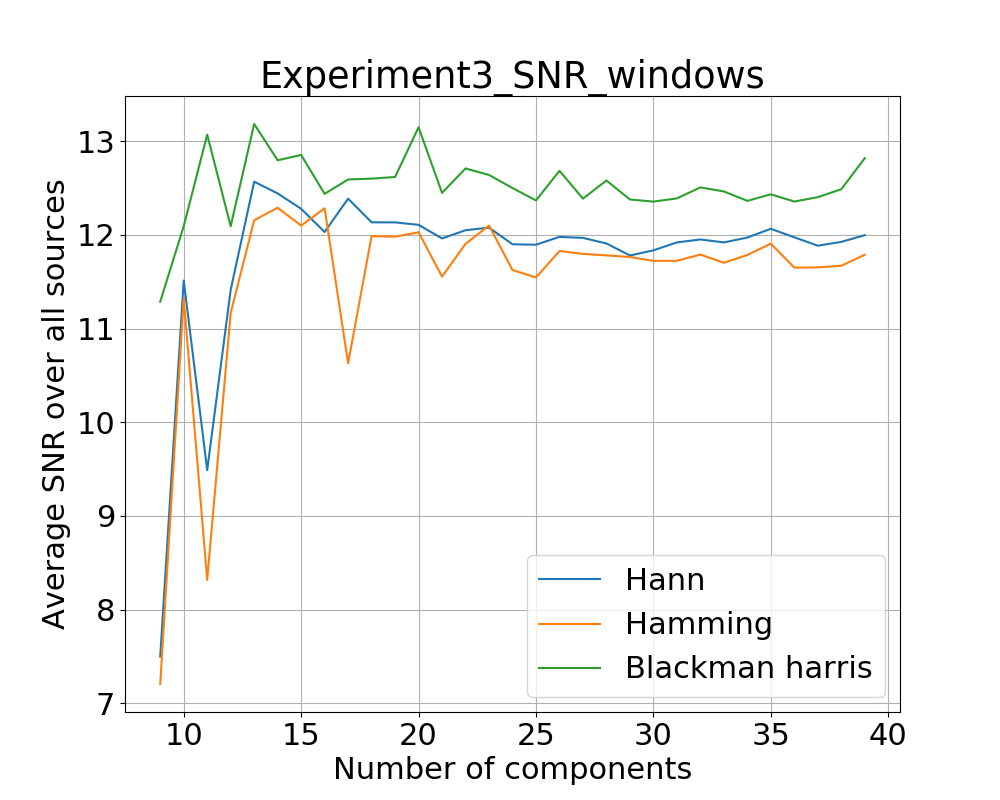 Experiment3_SNR_windows
Average SNR over all sources
13
12
11
10
9
8
7
Hann
Hamming
Blackman harris
10 15 20 25 30 35 40
Number of components